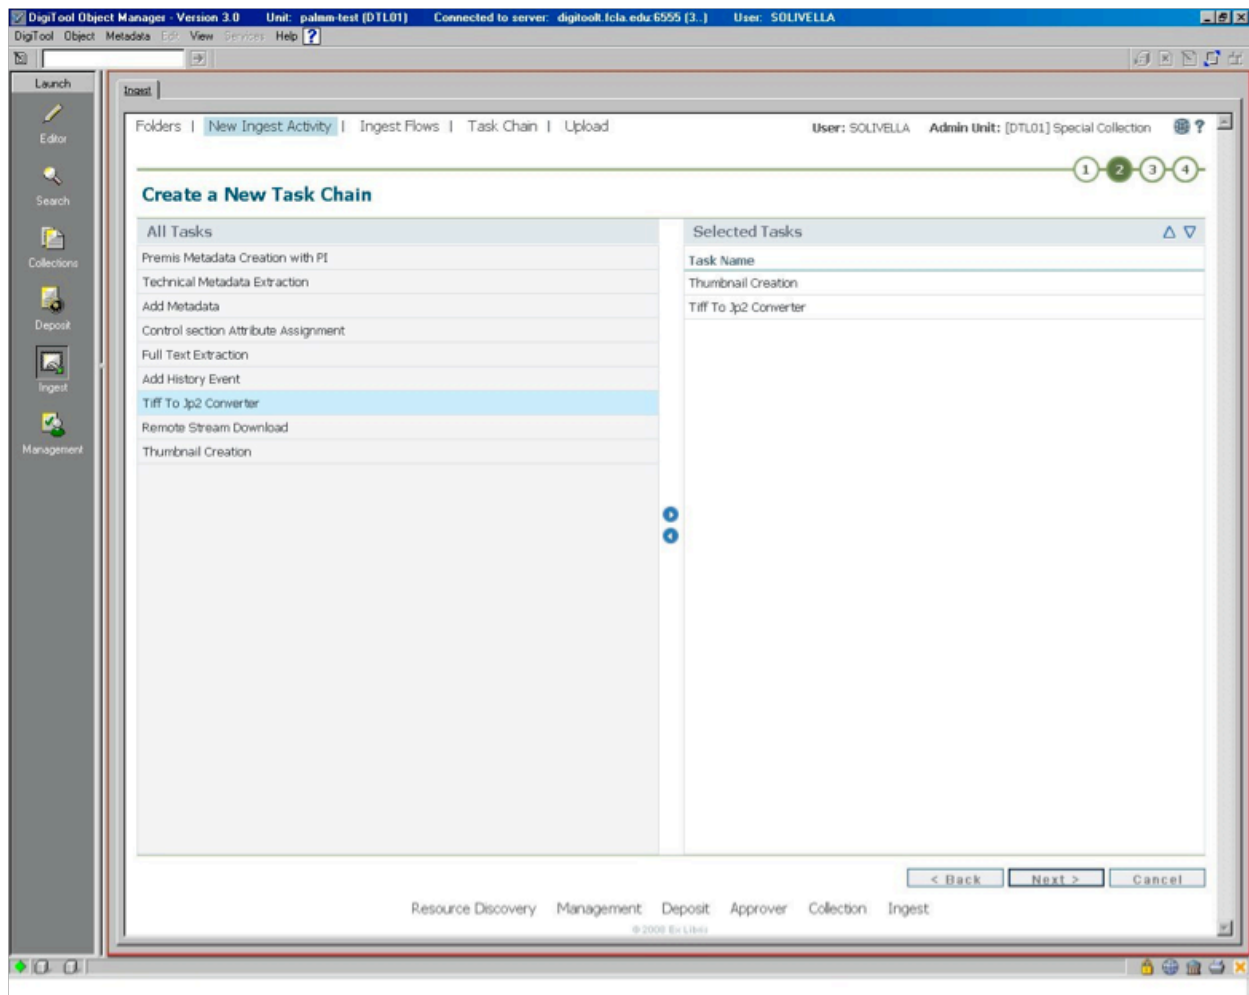 DigiTool Object Manager - Version 3.0 Unit: palmm-test (DTL01) Connected to server: digitoolt.fcla.edu:6555 (3..) User: SOLIVELLA
DigiTool Object Metadata Edit View Services Help ?
Launch
Editor
Search
Collections
Deposit
Ingest
Management
Ingest
Folders | New Ingest Activity | Ingest Flows | Task Chain | Upload
User: SOLIVELLA Admin Unit: [DTL01] Special Collection ?
1 2 3 4
Create a New Task Chain
All Tasks
Premis Metadata Creation with PI
Technical Metadata Extraction
Add Metadata
Control section Attribute Assignment
Full Text Extraction
Add History Event
Tiff To Jp2 Converter
Remote Stream Download
Thumbnail Creation
Selected Tasks
Task Name
Thumbnail Creation
Tiff To Jp2 Converter
< Back Next > Cancel
Resource Discovery Management Deposit Approver Collection Ingest
© 2008 Ex Libris